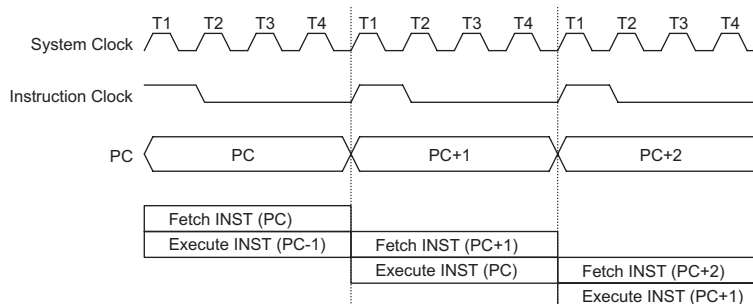 T1 T2 T3 T4 T1 T2 T3 T4 T1 T2 T3 T4
System Clock
Instruction Clock
PC PC PC+1 PC+2
Fetch INST (PC)
Execute INST (PC-1) Fetch INST (PC+1)
Execute INST (PC) Fetch INST (PC+2)
Execute INST (PC+1)